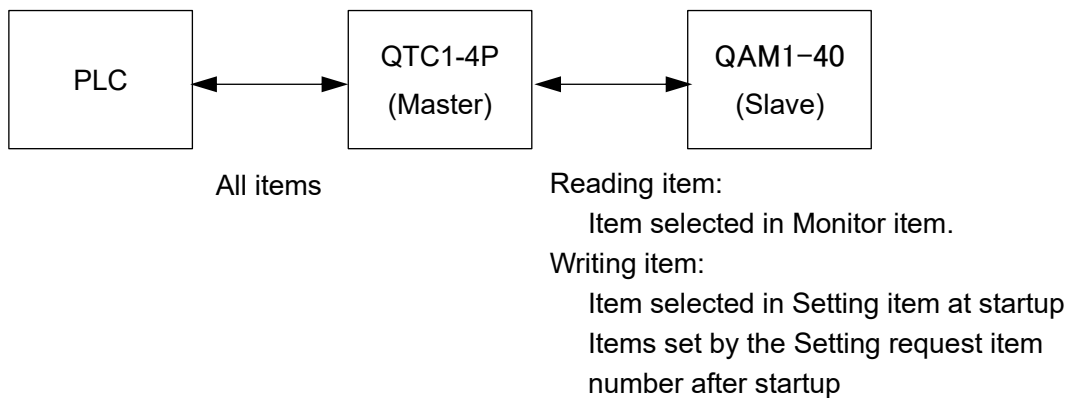 PLC
QTC1-4P
(Master)
QAM1-40
(Slave)
All items
Reading item:
Item selected in Monitor item.
Writing item:
Item selected in Setting item at startup
Items set by the Setting request item
number after startup